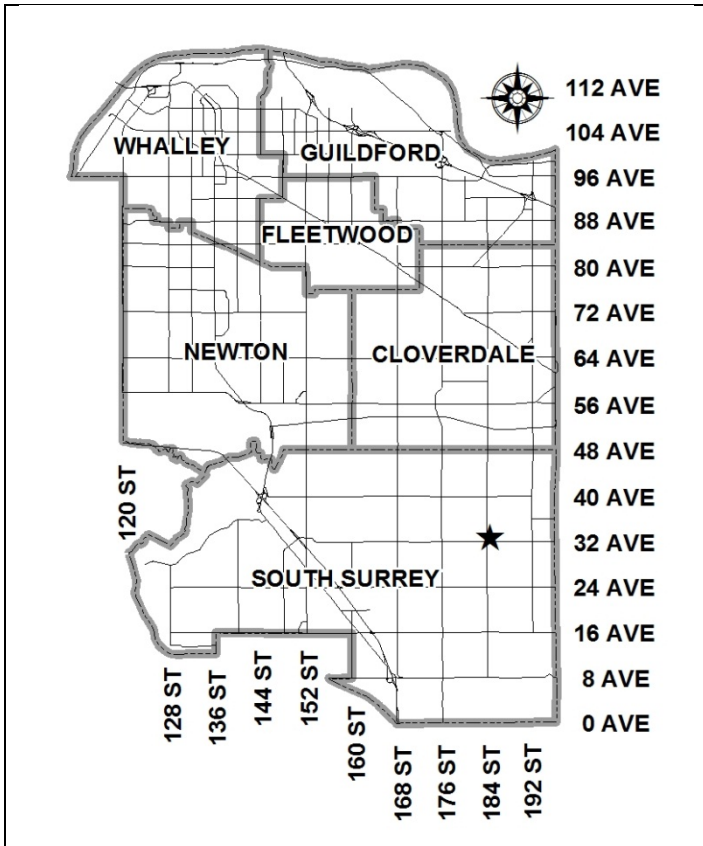 112 AVE
104 AVE
WHALLEY
GUILDFORD
96 AVE
88 AVE
FLEETWOOD
80 AVE
72 AVE
NEWTON
CLOVERDALE
64 AVE
56 AVE
48 AVE
120 ST
40 AVE
32 AVE
SOUTH SURREY
24 AVE
16 AVE
128 ST
136 ST
144 ST
152 ST
160 ST
8 AVE
0 AVE
168 ST
176 ST
184 ST
192 ST